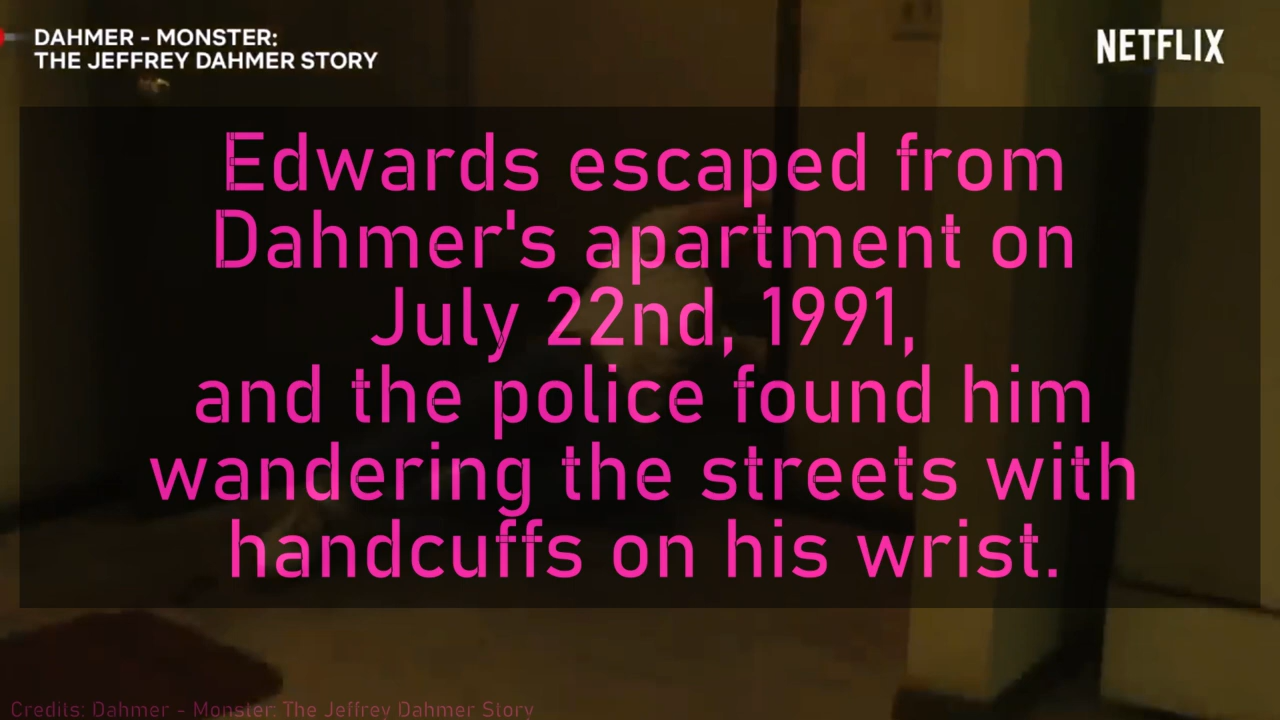 DAHMER - MONSTER:
THE JEFFREY DAHMER STORY
NETFLIX
Edwards escaped from
Dahmer's apartment on
July 22nd, 1991,
and the police found him
wandering the streets with
handcuffs on his wrist.
Credits: Dahmer - Monster: The Jeffrey Dahmer Story